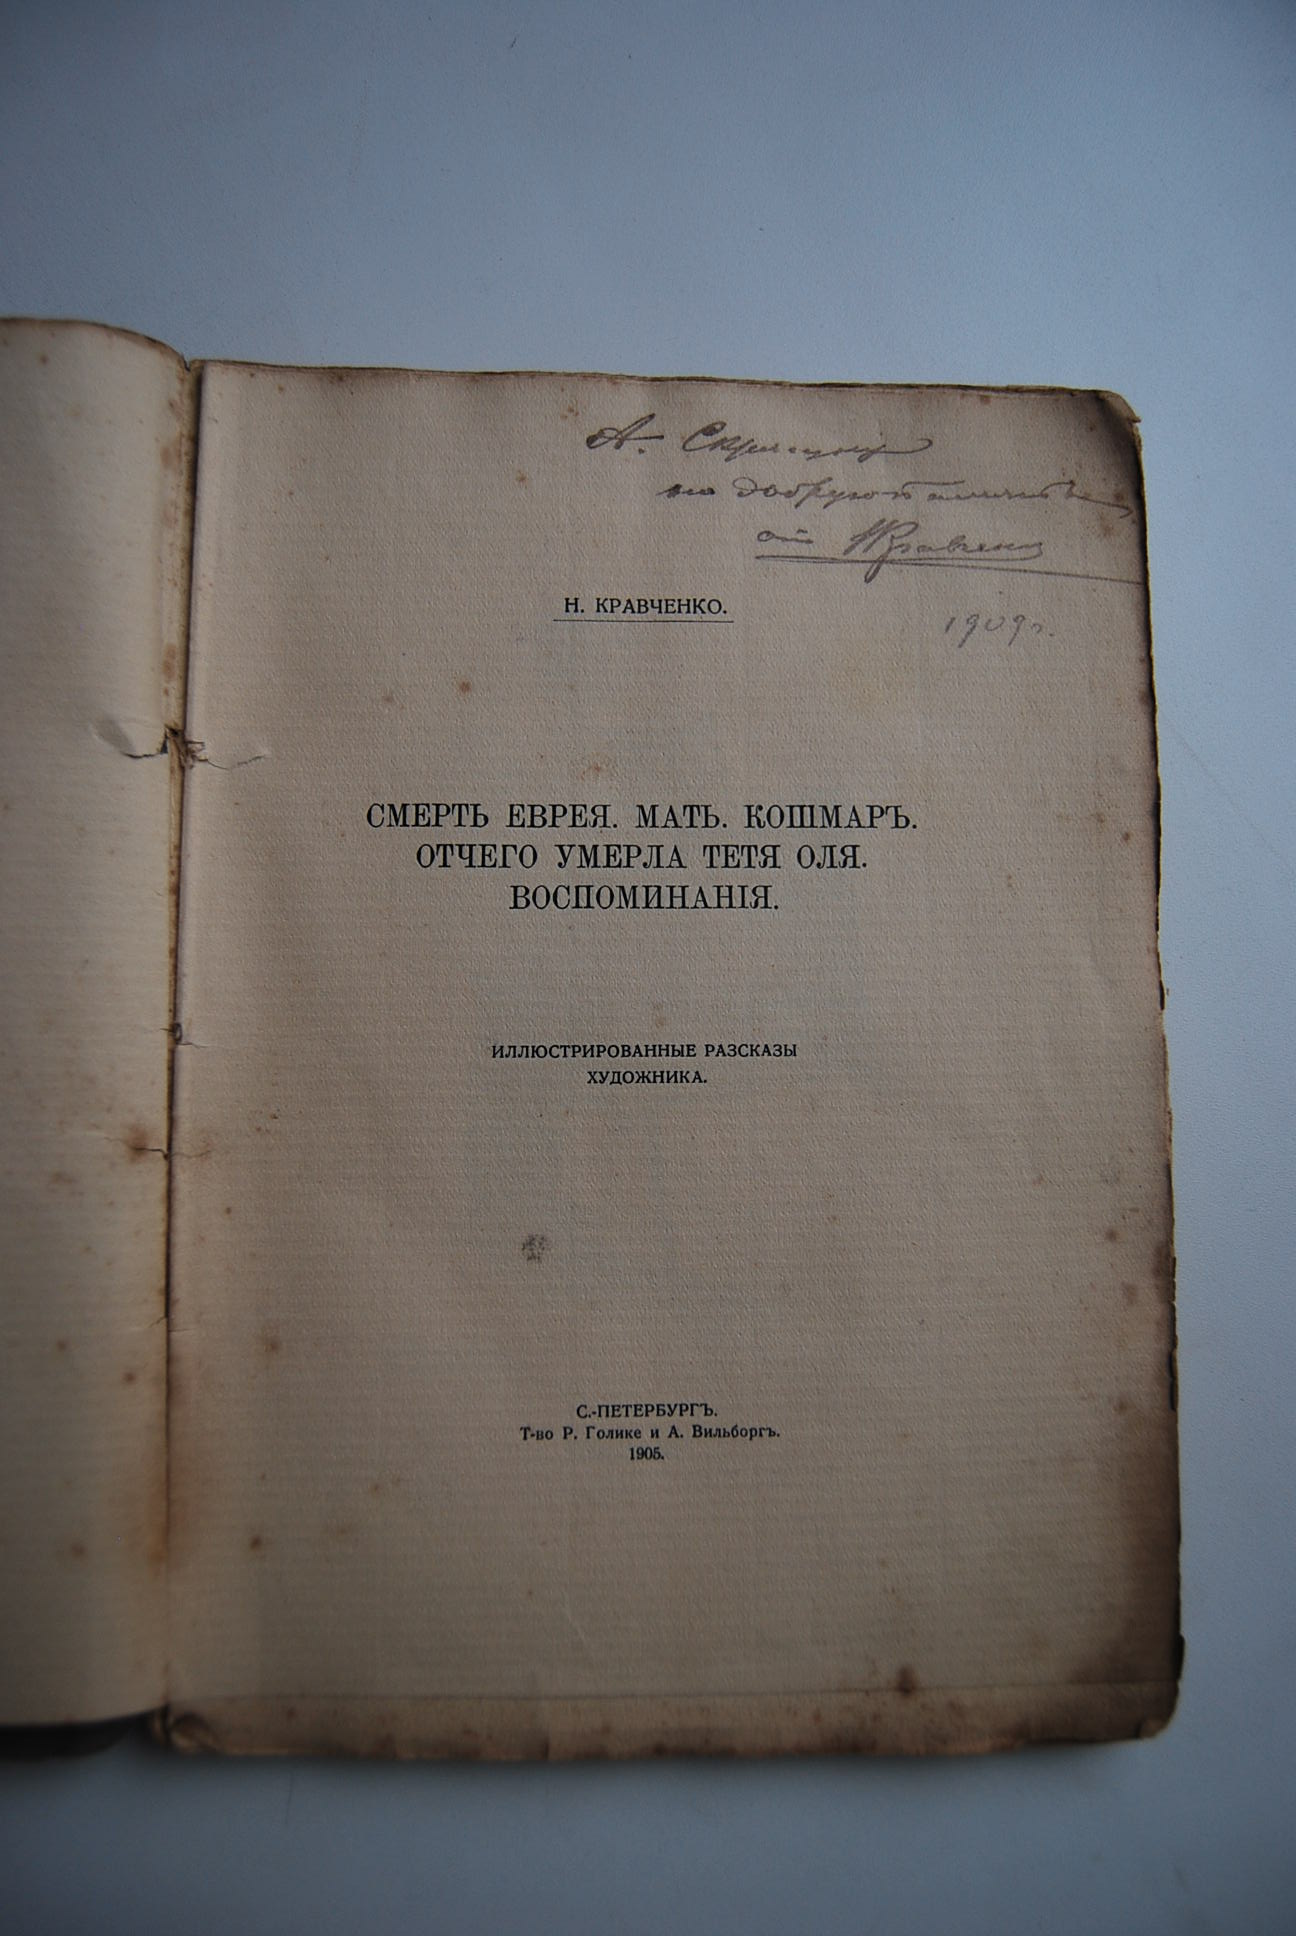 А.
на добрую память
от Н Кравченко
1909 г.
Н. КРАВЧЕНКО.
СМЕРТЬ ЕВРЕЯ. МАТЬ. КОШМАРЪ.
ОТЧЕГО УМЕРЛА ТЕТЯ ОЛЯ.
ВОСПОМИНАНІЯ.
ИЛЛЮСТРИРОВАННЫЕ РАЗСКАЗЫ
ХУДОЖНИКА.
С.-ПЕТЕРБУРГЪ.
Т-во Р. Голике и А. Вильборгъ.
1905.